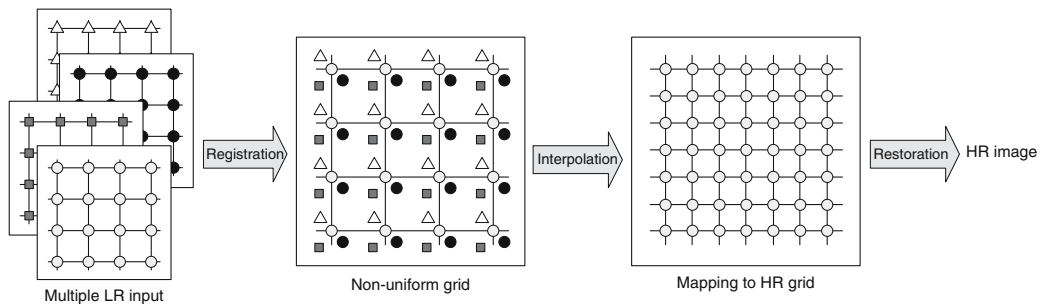 Registration
Interpolation
Restoration
HR image
Multiple LR input
Non-uniform grid
Mapping to HR grid